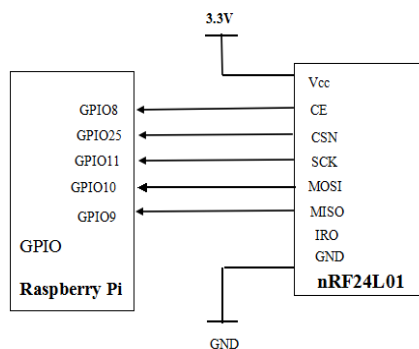 3.3V
Vcc
GPIO8
CE
GPIO25
CSN
GPIO11
SCK
GPIO10
MOSI
GPIO9
MISO
IRO
GPIO
GND
Raspberry Pi
nRF24L01
GND